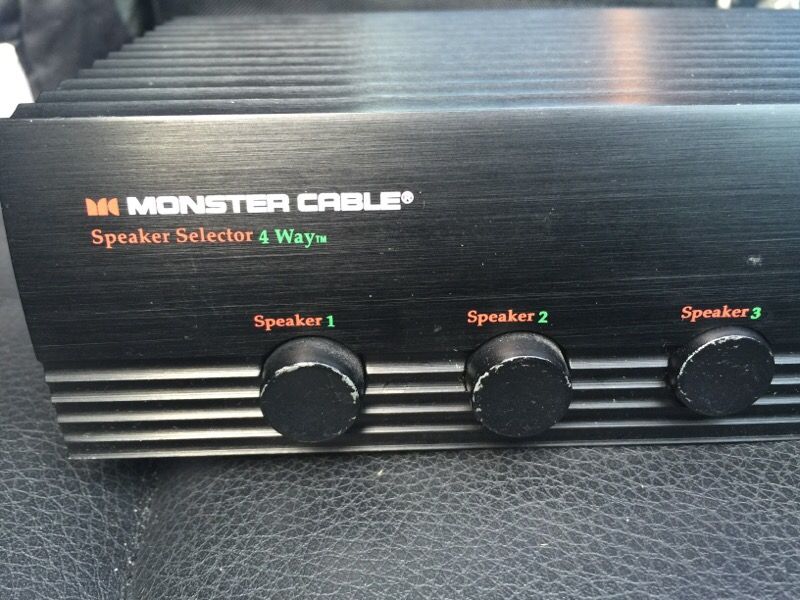 MONSTER CABLE®
Speaker Selector 4 Way™
Speaker 1
Speaker 2
Speaker 3